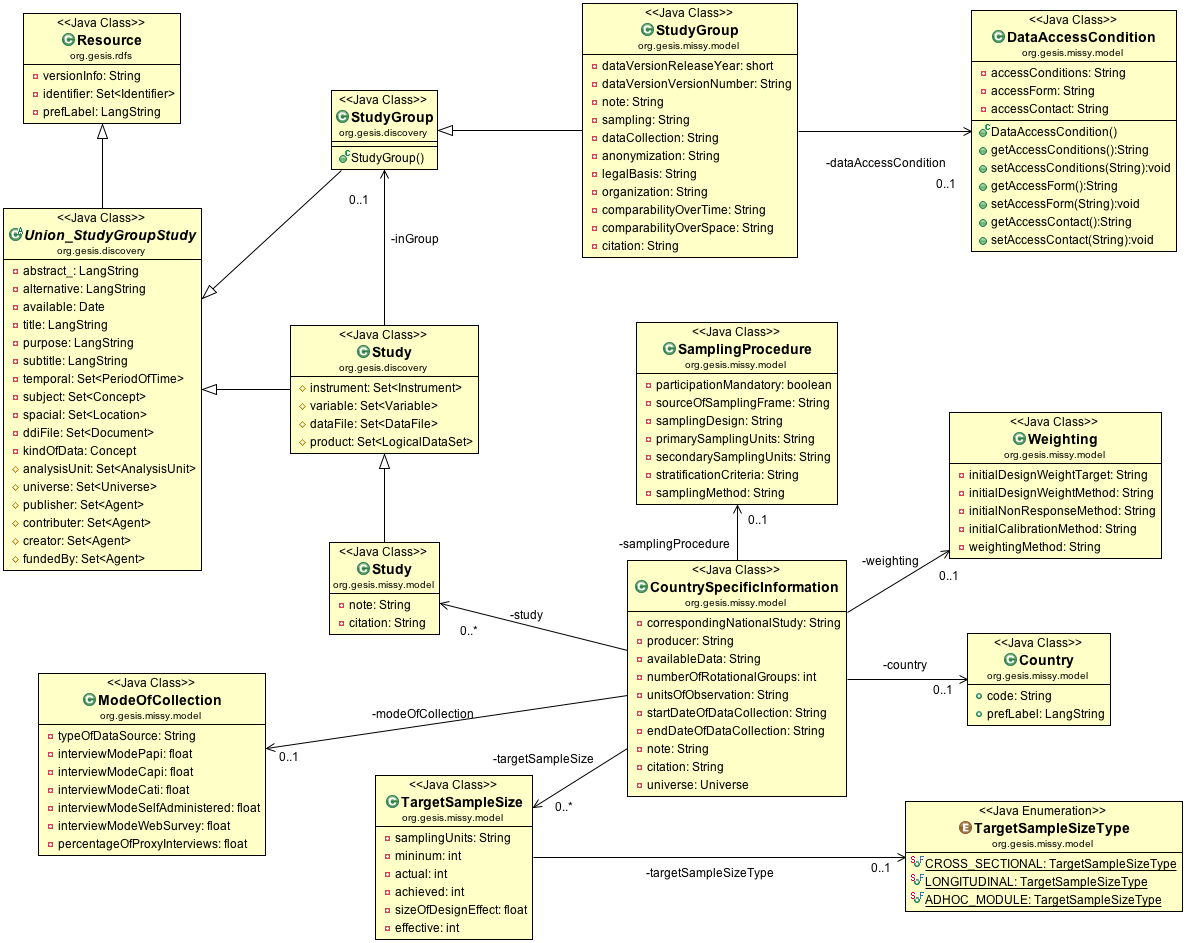 <<Java Class>>
Resource
org.gesis.rdfs
versionInfo: String
identifier: Set<Identifier>
prefLabel: LangString
<<Java Class>>
StudyGroup
org.gesis.discovery
StudyGroup()
<<Java Class>>
StudyGroup
org.gesis.missy.model
dataVersionReleaseYear: short
dataVersionVersionNumber: String
note: String
sampling: String
dataCollection: String
anonymization: String
legalBasis: String
organization: String
comparabilityOverTime: String
comparabilityOverSpace: String
citation: String
-dataAccessCondition
0..1
<<Java Class>>
DataAccessCondition
org.gesis.missy.model
accessConditions: String
accessForm: String
accessContact: String
DataAccessCondition()
getAccessConditions():String
setAccessConditions(String):void
getAccessForm():String
setAccessForm(String):void
getAccessContact():String
setAccessContact(String):void
<<Java Class>>
Union_StudyGroupStudy
org.gesis.discovery
abstract_: LangString
alternative: LangString
available: Date
title: LangString
purpose: LangString
subtitle: LangString
temporal: Set<PeriodOfTime>
subject: Set<Concept>
spacial: Set<Location>
ddiFile: Set<Document>
kindOfData: Concept
analysisUnit: Set<AnalysisUnit>
universe: Set<Universe>
publisher: Set<Agent>
contributer: Set<Agent>
creator: Set<Agent>
fundedBy: Set<Agent>
0..1
-inGroup
<<Java Class>>
Study
org.gesis.discovery
instrument: Set<Instrument>
variable: Set<Variable>
dataFile: Set<DataFile>
product: Set<LogicalDataSet>
<<Java Class>>
SamplingProcedure
org.gesis.missy.model
participationMandatory: boolean
sourceOfSamplingFrame: String
samplingDesign: String
primarySamplingUnits: String
secondarySamplingUnits: String
stratificationCriteria: String
samplingMethod: String
0..1
-samplingProcedure
<<Java Class>>
Weighting
org.gesis.missy.model
initialDesignWeightTarget: String
initialDesignWeightMethod: String
initialNonResponseMethod: String
initialCalibrationMethod: String
weightingMethod: String
-weighting
0..1
<<Java Class>>
Study
org.gesis.missy.model
note: String
citation: String
-study
0..*
<<Java Class>>
CountrySpecificInformation
org.gesis.missy.model
correspondingNationalStudy: String
producer: String
availableData: String
numberOfRotationalGroups: int
unitsOfObservation: String
startDateOfDataCollection: String
endDateOfDataCollection: String
note: String
citation: String
universe: Universe
-country
0..1
<<Java Class>>
Country
org.gesis.missy.model
code: String
prefLabel: LangString
<<Java Class>>
ModeOfCollection
org.gesis.missy.model
typeOfDataSource: String
interviewModePapi: float
interviewModeCapi: float
interviewModeCati: float
interviewModeSelfAdministered: float
interviewModeWebSurvey: float
percentageOfProxyInterviews: float
-modeOfCollection
0..1
-targetSampleSize
0..*
<<Java Class>>
TargetSampleSize
org.gesis.missy.model
samplingUnits: String
mininum: int
actual: int
achieved: int
sizeOfDesignEffect: float
effective: int
-targetSampleSizeType
0..1
<<Java Enumeration>>
TargetSampleSizeType
org.gesis.missy.model
CROSS_SECTIONAL: TargetSampleSizeType
LONGITUDINAL: TargetSampleSizeType
ADHOC_MODULE: TargetSampleSizeType